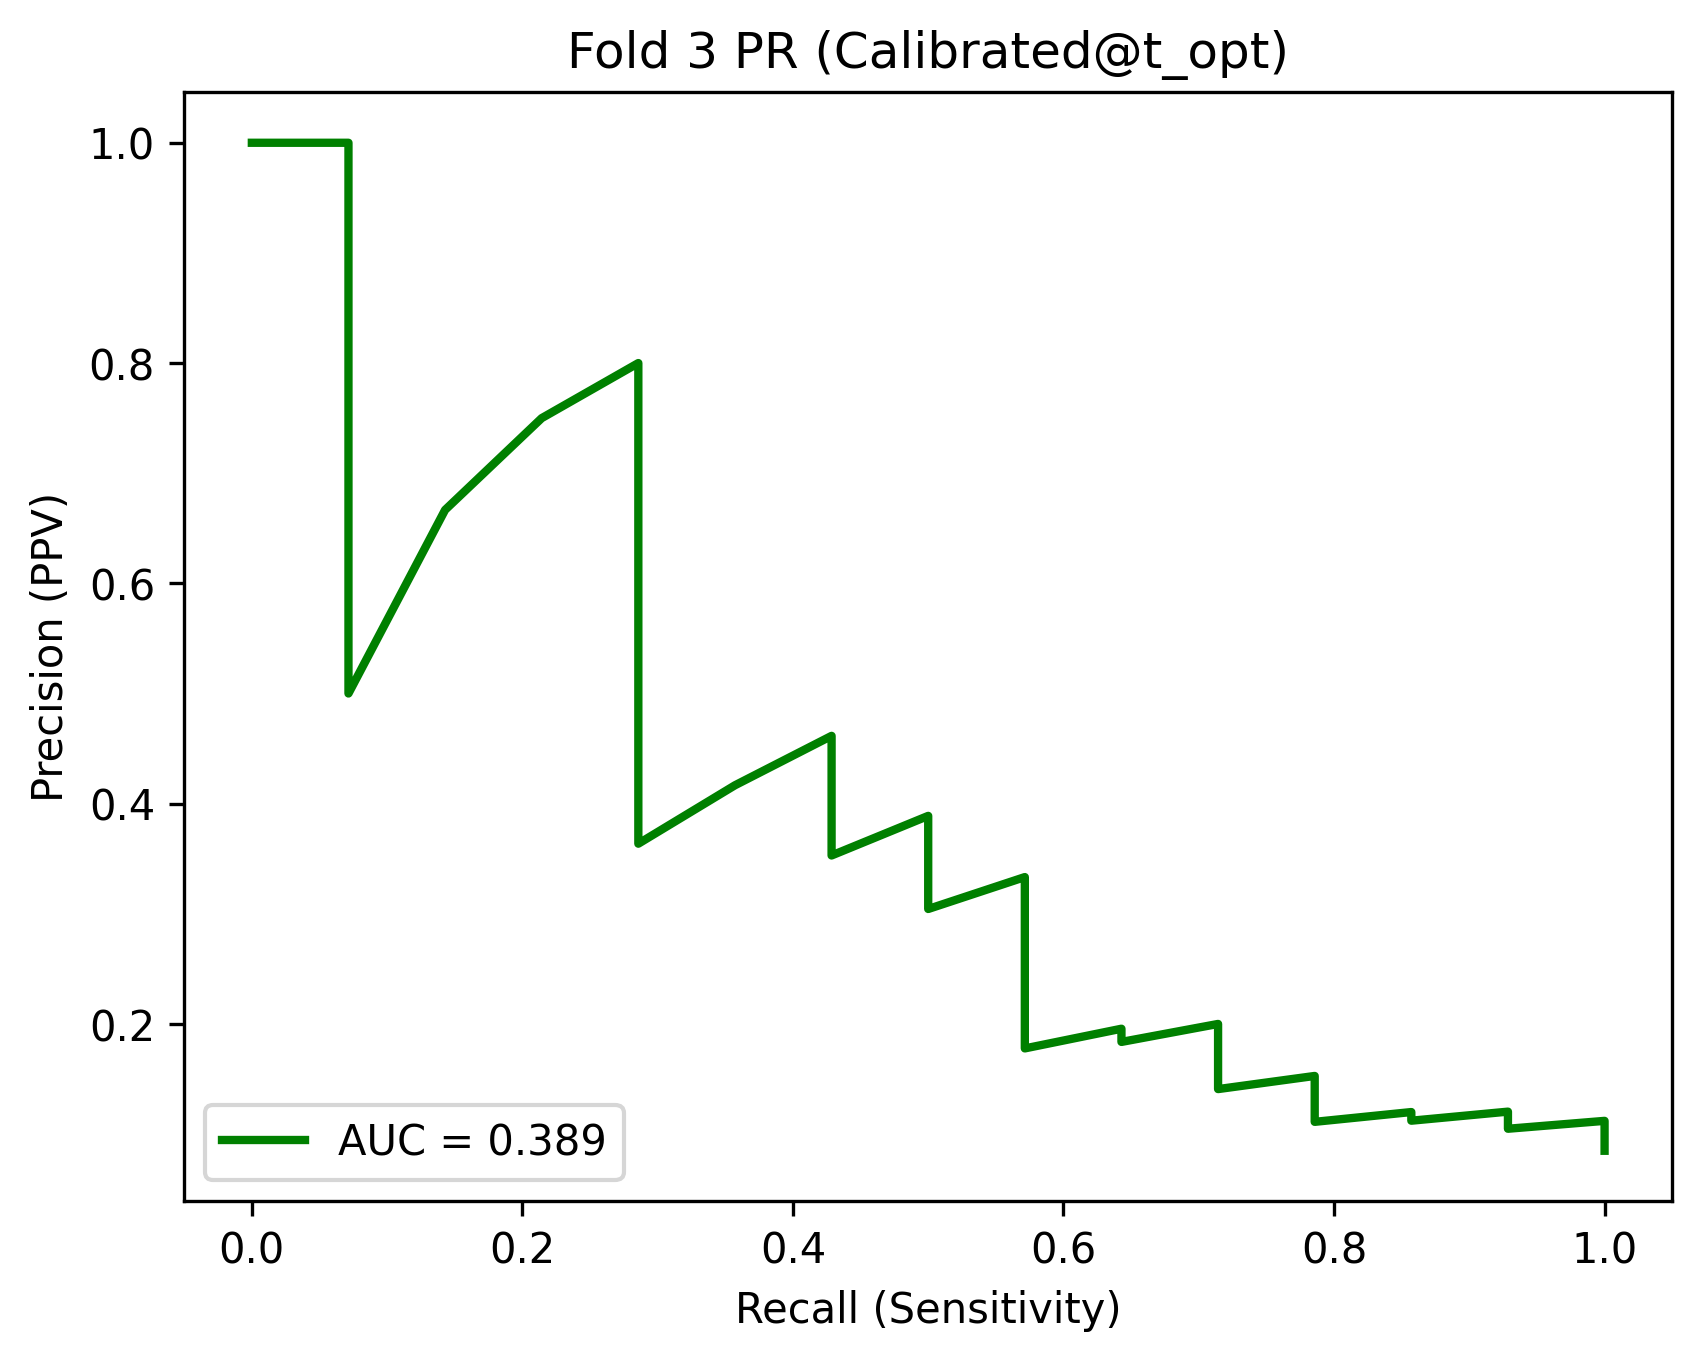 Fold 3 PR (Calibrated@t_opt)
Precision (PPV)
1.0
0.8
0.6
0.4
0.2
AUC = 0.389
0.0 0.2 0.4 0.6 0.8 1.0
Recall (Sensitivity)